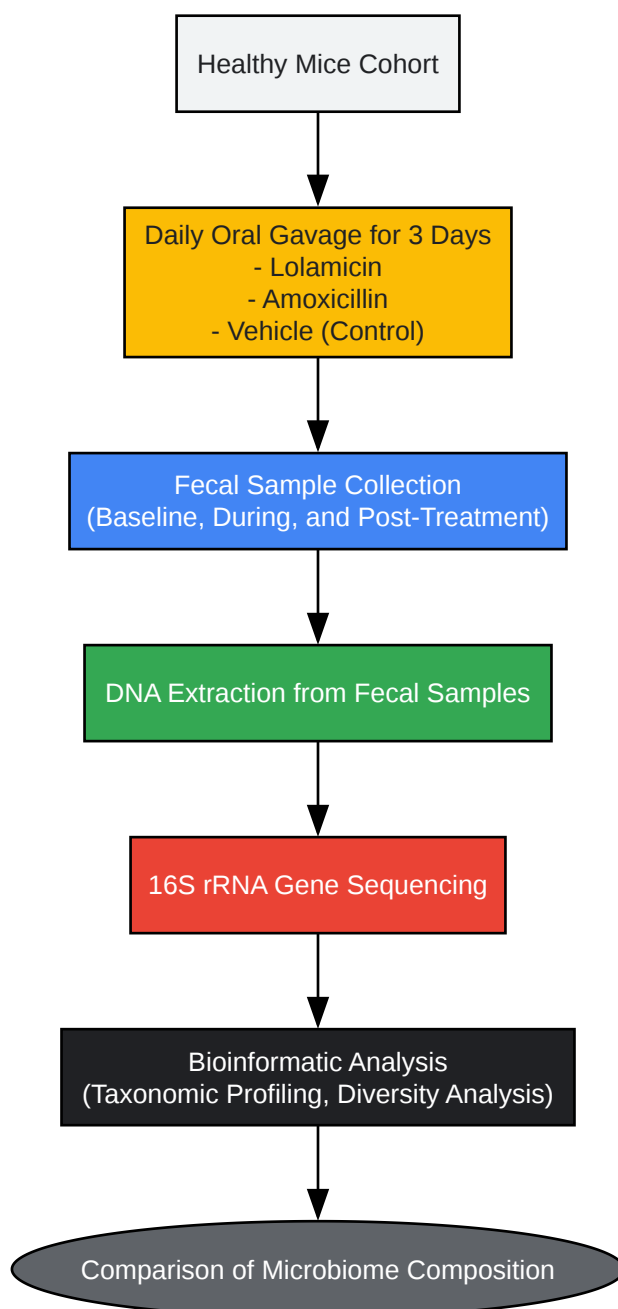 Healthy Mice Cohort
Daily Oral Gavage for 3 Days
- Lolamicin
- Amoxicillin
- Vehicle (Control)
Fecal Sample Collection
(Baseline, During, and Post-Treatment)
DNA Extraction from Fecal Samples
16S rRNA Gene Sequencing
Bioinformatic Analysis
(Taxonomic Profiling, Diversity Analysis)
Comparison of Microbiome Composition